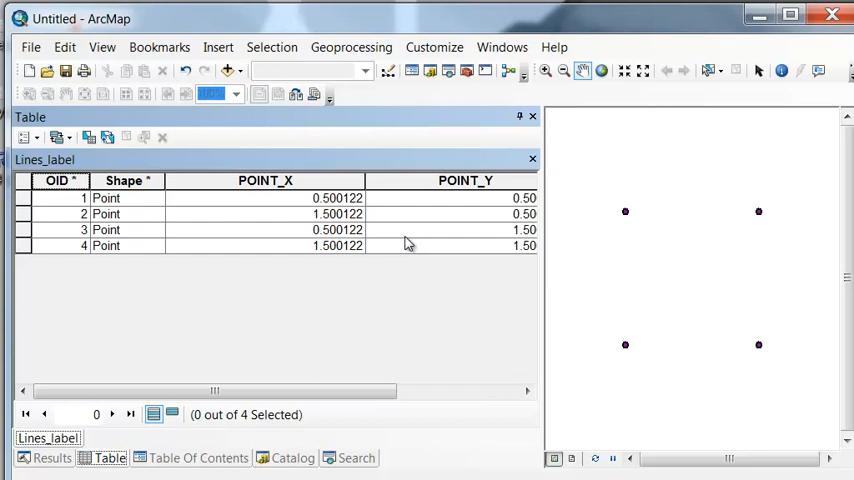 Untitled - ArcMap
File Edit View Bookmarks Insert Selection Geoprocessing Customize Windows Help
Table
Lines_label
OID * Shape * POINT_X POINT_Y
1 Point 0.500122 0.50
2 Point 1.500122 0.50
3 Point 0.500122 1.50
4 Point 1.500122 1.50
0 (0 out of 4 Selected)
Lines_label
Results Table Table Of Contents Catalog Search